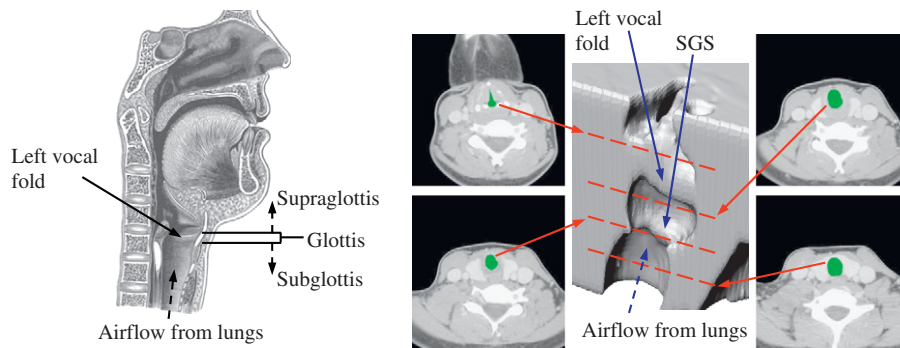 Left vocal
fold
Supraglottis
Glottis
Subglottis
Airflow from lungs
Left vocal
fold
SGS
Airflow from lungs